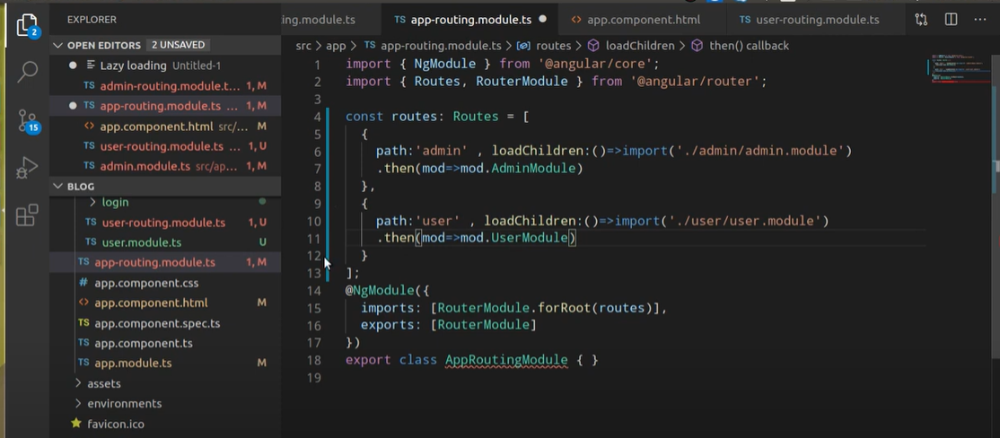 EXPLORER
OPEN EDITORS 2 UNSAVED
Lazy loading Untitled-1
TS admin-routing.module.t... 1, M
TS app-routing.module.ts ... 1, M
<> app.component.html src/... M
TS user-routing.module.ts ... 1, U
TS admin.module.ts src/ap... 1, M
BLOG
login
TS user-routing.module.ts 1, U
TS user.module.ts U
TS app-routing.module.ts 1, M
# app.component.css
<> app.component.html M
TS app.component.spec.ts
TS app.component.ts
TS app.module.ts M
assets
environments
favicon.ico
2
15
ting.module.ts TS app-routing.module.ts <> app.component.html TS user-routing.module.ts ...
src > app > TS app-routing.module.ts > routes > loadChildren > then() callback
1 import { NgModule } from '@angular/core';
2 import { Routes, RouterModule } from '@angular/router';
3
4 const routes: Routes = [
5 {
6 path:'admin' , loadChildren:()=>import('./admin/admin.module')
7 .then(mod=>mod.AdminModule)
8 },
9 {
10 path:'user' , loadChildren:()=>import('./user/user.module')
11 .then(mod=>mod.UserModule)
12 }
13 ];
14 @NgModule({
15 imports: [RouterModule.forRoot(routes)],
16 exports: [RouterModule]
17 })
18 export class AppRoutingModule { }
19